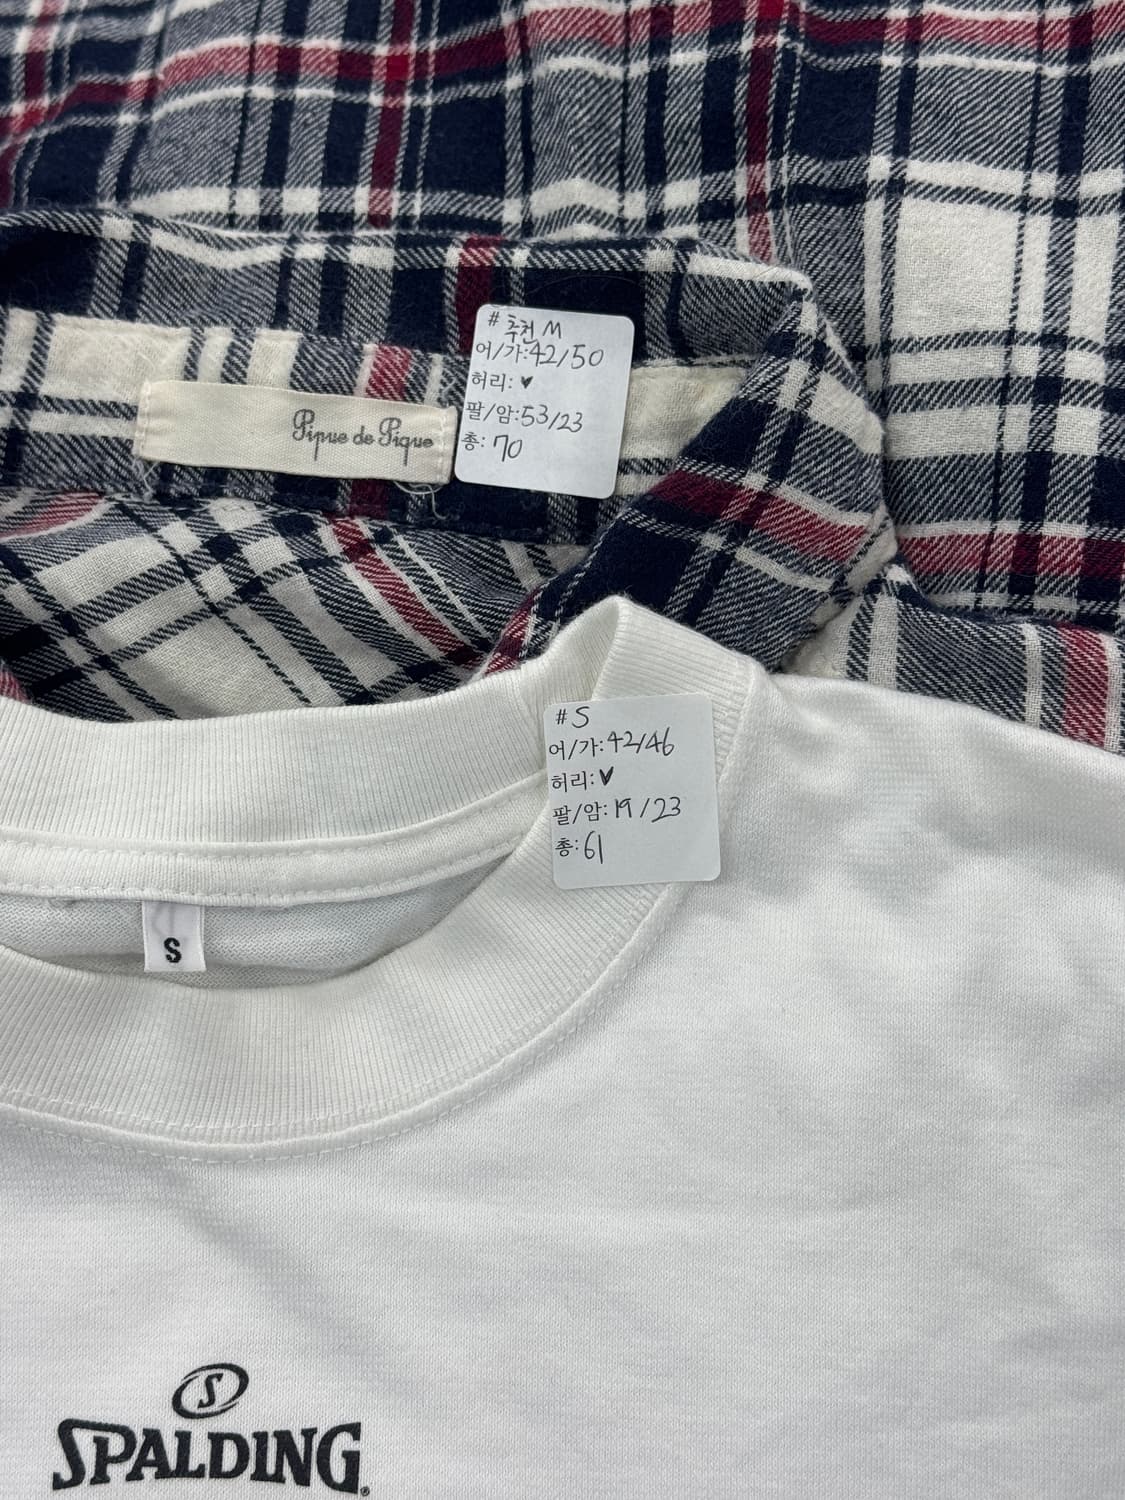 # 추천 M
어/가:42/50
허리: ♥
팔/암:53/23
총: 70
Pipue de Pique
# S
어/가:42/46
허리:♥
팔/암:19/23
총:61
S
S
SPALDING®